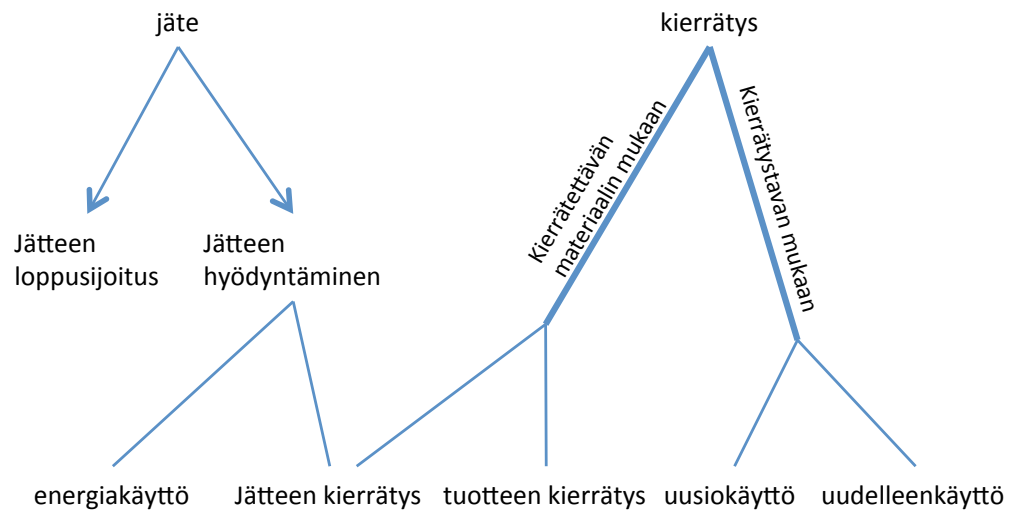 jäte
kierrätys
Kierrätettävän
materiaalin mukaan
Kierrätystavan mukaan
Jätteen
loppusijoitus
Jätteen
hyödyntäminen
energiakäyttö
Jätteen kierrätys
tuotteen kierrätys
uusiokäyttö
uudelleenkäyttö